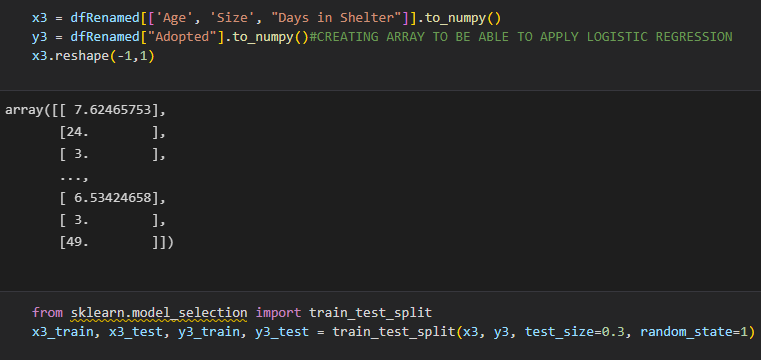 x3 = dfRenamed[['Age', 'Size', "Days in Shelter"]].to_numpy()
y3 = dfRenamed["Adopted"].to_numpy()#CREATING ARRAY TO BE ABLE TO APPLY LOGISTIC REGRESSION
x3.reshape(-1,1)
array([[ 7.62465753],
       [24.        ],
       [ 3.        ],
       ...,
       [ 6.53424658],
       [ 3.        ],
       [49.        ]])
from sklearn.model_selection import train_test_split
x3_train, x3_test, y3_train, y3_test = train_test_split(x3, y3, test_size=0.3, random_state=1)